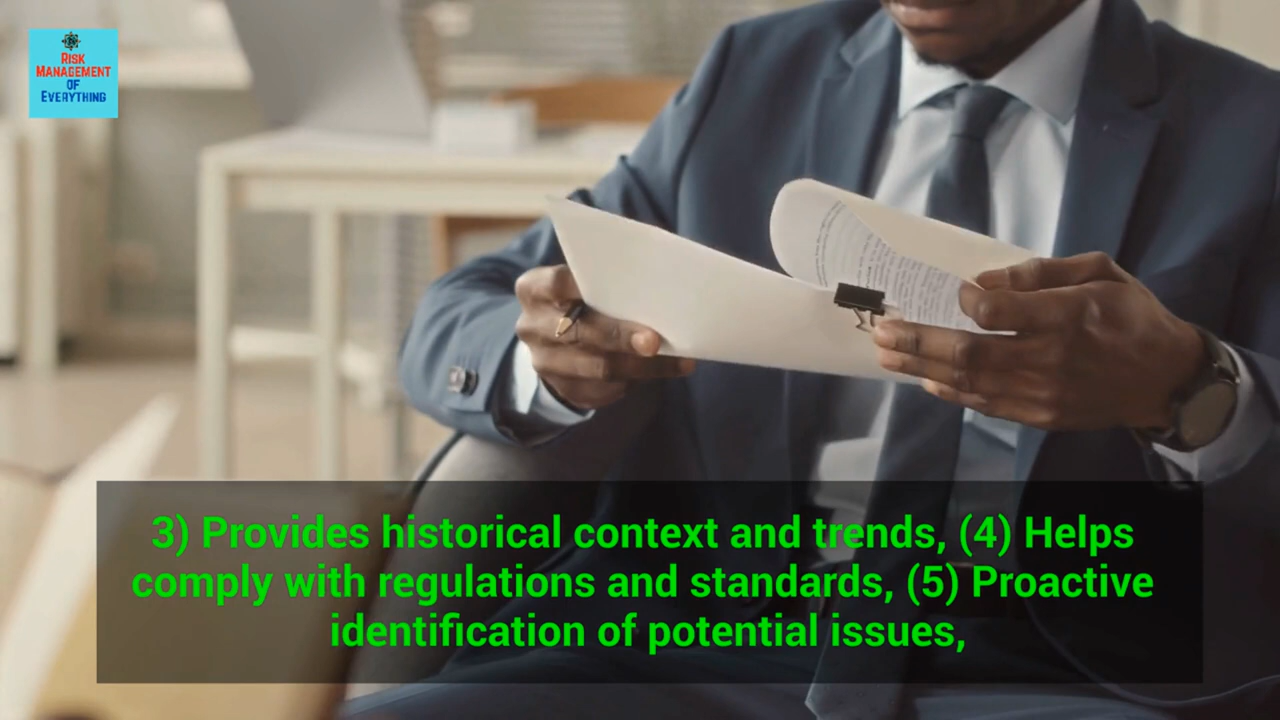 RISK
MANAGEMENT
OF
EVERYTHING
3) Provides historical context and trends, (4) Helps
comply with regulations and standards, (5) Proactive
identification of potential issues,